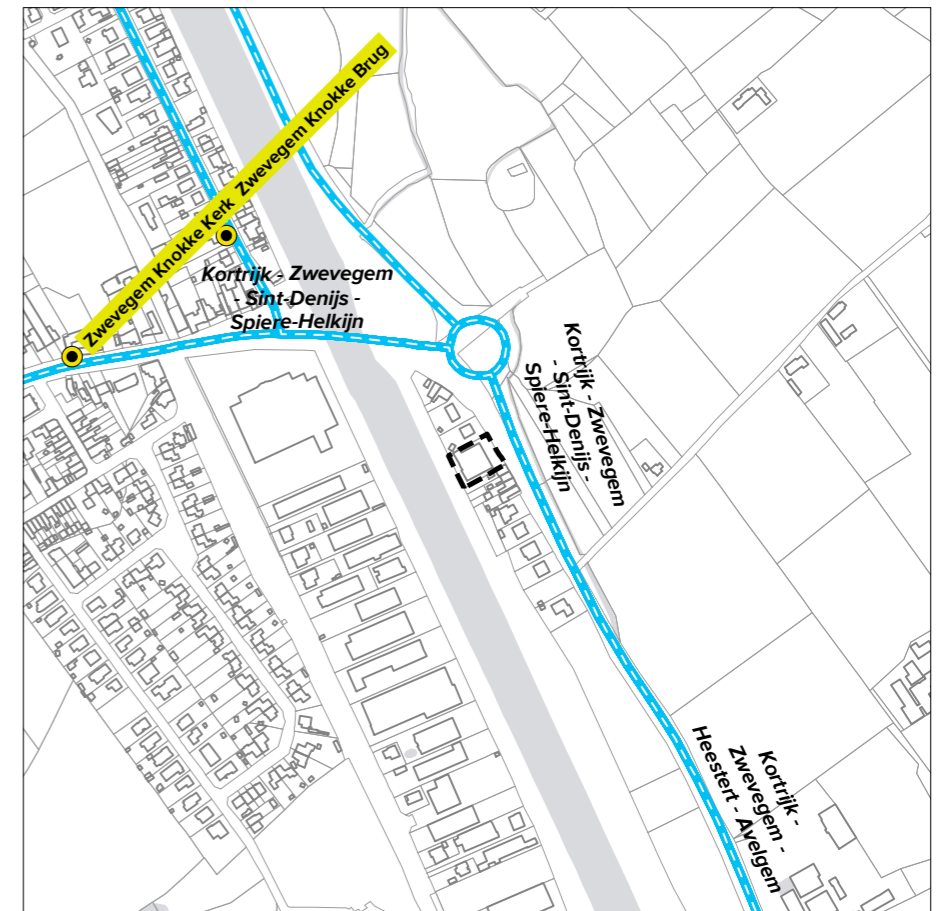 Zwevegem Knokke Kerk Zwevegem Knokke Brug
Kortrijk - Zwevegem
- Sint-Denijs -
Spiere-Helkijn
Kortrijk - Zwevegem
- Sint-Denijs -
Spiere-Helkijn
Kortrijk -
Zwevegem -
Heestert - Avelgem